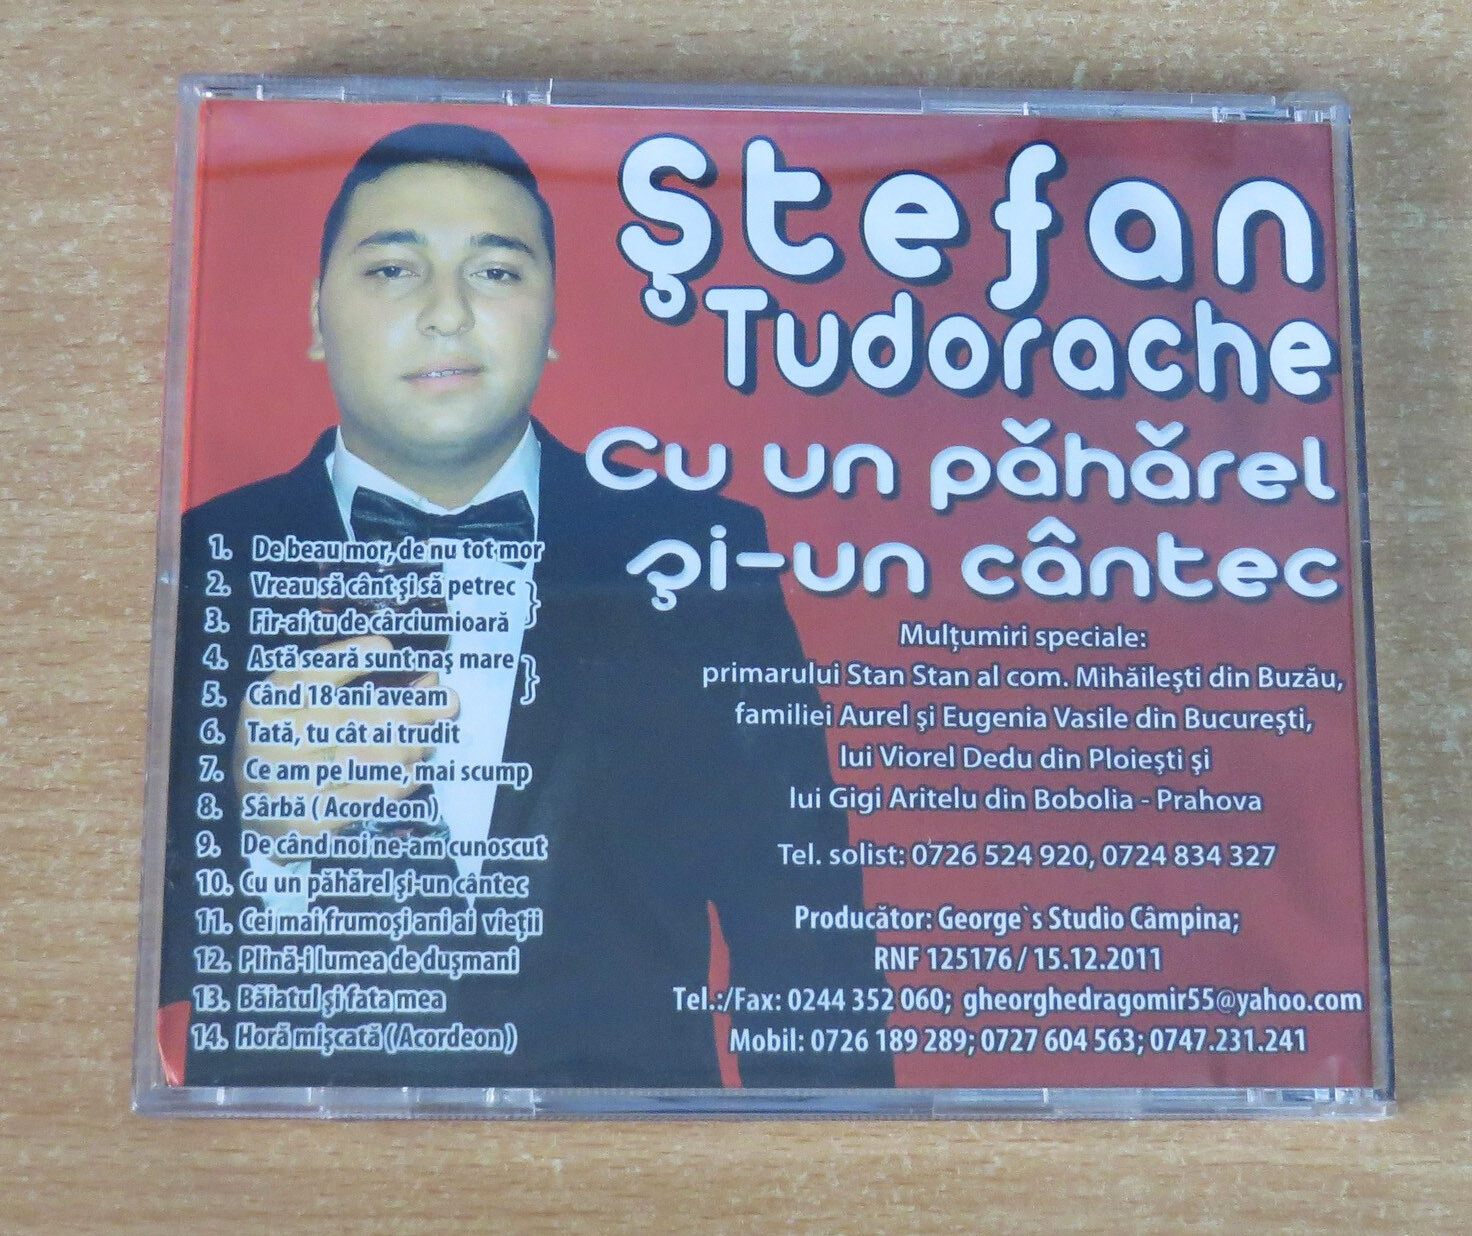 Ştefan
Tudorache
Cu un păhărel
şi-un cântec
1. De beau mor, de nu tot mor
2. Vreau să cânt şi să petrec }
3. Fir-ai tu de cârciumioară
4. Astă seară sunt naş mare }
5. Când 18 ani aveam
6. Tată, tu cât ai trudit
7. Ce am pe lume, mai scump
8. Sârbă ( Acordeon)
9. De când noi ne-am cunoscut
10. Cu un păhărel şi-un cântec
11. Cei mai frumoşi ani ai vieţii
12. Plină-i lumea de duşmani
13. Băiatul şi fata mea
14. Horă mişcată (Acordeon)
Mulţumiri speciale:
primarului Stan Stan al com. Mihăileşti din Buzău,
familiei Aurel şi Eugenia Vasile din Bucureşti,
lui Viorel Dedu din Ploieşti şi
lui Gigi Aritelu din Bobolia - Prahova
Tel. solist: 0726 524 920, 0724 834 327
Producător: George`s Studio Câmpina;
RNF 125176 / 15.12.2011
Tel.:/Fax: 0244 352 060; gheorghedragomir55@yahoo.com
Mobil: 0726 189 289; 0727 604 563; 0747.231.241